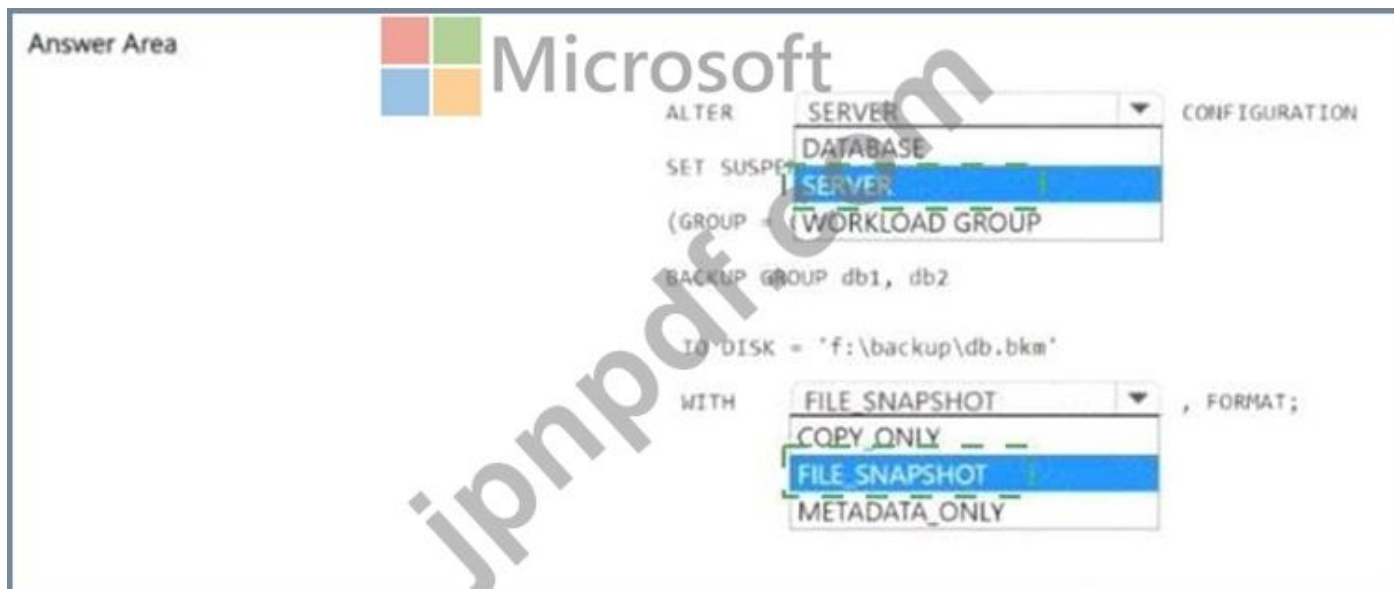 Answer Area
Microsoft
ALTER SERVER CONFIGURATION
DATABASE
SET SUSPE
SERVER
(GROUP = (
WORKLOAD GROUP
BACKUP GROUP db1, db2
TO DISK = 'f:\backup\db.bkm'
WITH FILE_SNAPSHOT , FORMAT;
COPY_ONLY
FILE_SNAPSHOT
METADATA_ONLY
jpnpdf.com